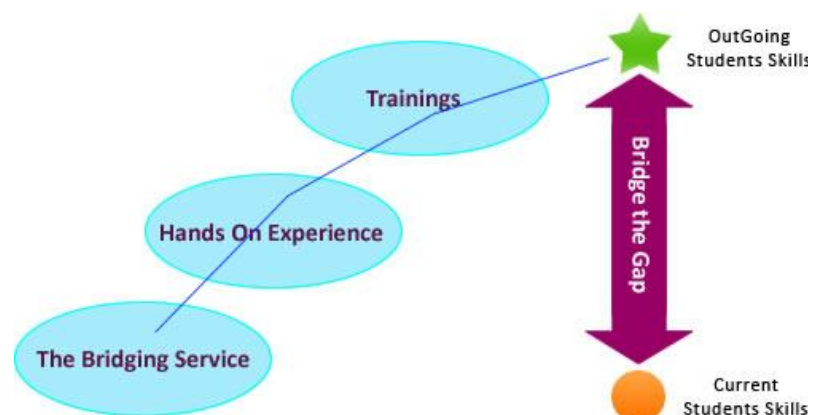 OutGoing
Students Skills
Trainings
Bridge the Gap
Hands On Experience
The Bridging Service
Current
Students Skills